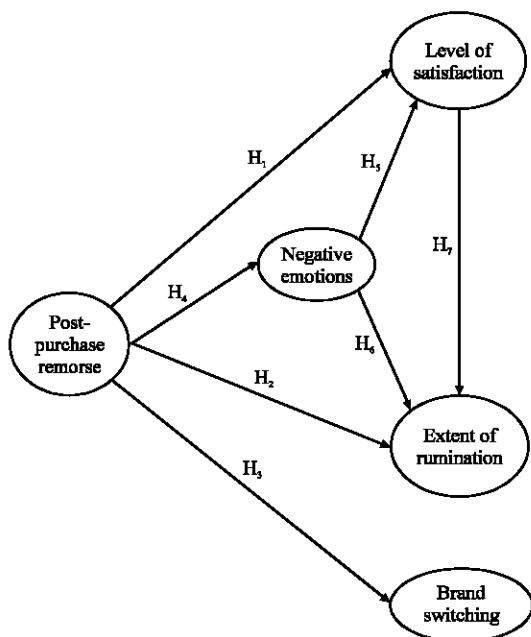 Level of
satisfaction
H₁
H₅
Negative
emotions
H₇
H₄
Post-
purchase
remorse
H₆
H₂
Extent of
rumination
H₃
Brand
switching